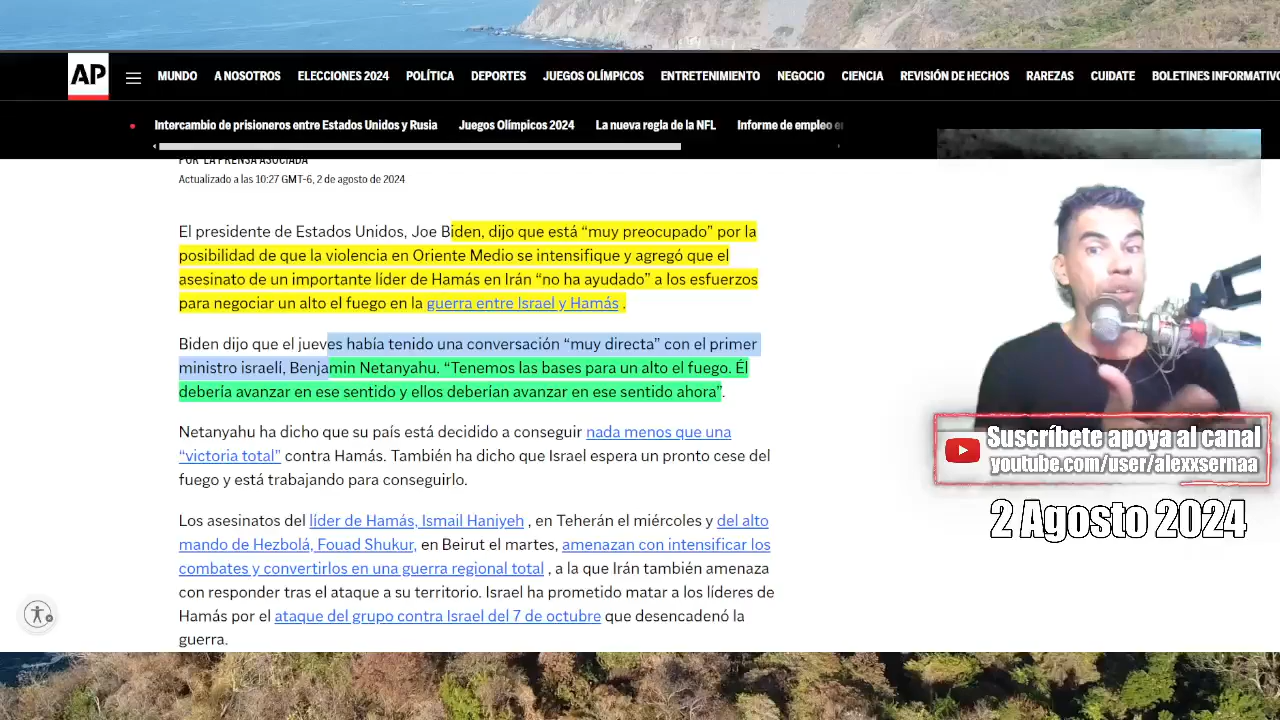 AP
MUNDO A NOSOTROS ELECCIONES 2024 POLÍTICA DEPORTES JUEGOS OLÍMPICOS ENTRETENIMIENTO NEGOCIO CIENCIA REVISIÓN DE HECHOS RAREZAS CUIDATE BOLETINES INFORMATIVO
Intercambio de prisioneros entre Estados Unidos y Rusia Juegos Olímpicos 2024 La nueva regla de la NFL Informe de empleo en
POR LA PRENSA ASOCIADA
Actualizado a las 10:27 GMT-6, 2 de agosto de 2024
El presidente de Estados Unidos, Joe Biden, dijo que está “muy preocupado” por la
posibilidad de que la violencia en Oriente Medio se intensifique y agregó que el
asesinato de un importante líder de Hamás en Irán “no ha ayudado” a los esfuerzos
para negociar un alto el fuego en la guerra entre Israel y Hamás .
Biden dijo que el jueves había tenido una conversación “muy directa” con el primer
ministro israelí, Benjamin Netanyahu. “Tenemos las bases para un alto el fuego. Él
debería avanzar en ese sentido y ellos deberían avanzar en ese sentido ahora”.
Netanyahu ha dicho que su país está decidido a conseguir nada menos que una
“victoria total” contra Hamás. También ha dicho que Israel espera un pronto cese del
fuego y está trabajando para conseguirlo.
Los asesinatos del líder de Hamás, Ismail Haniyeh , en Teherán el miércoles y del alto
mando de Hezbolá, Fouad Shukur, en Beirut el martes, amenazan con intensificar los
combates y convertirlos en una guerra regional total , a la que Irán también amenaza
con responder tras el ataque a su territorio. Israel ha prometido matar a los líderes de
Hamás por el ataque del grupo contra Israel del 7 de octubre que desencadenó la
guerra.
Suscríbete apoya al canal
youtube.com/user/alexxsernaa
2 Agosto 2024